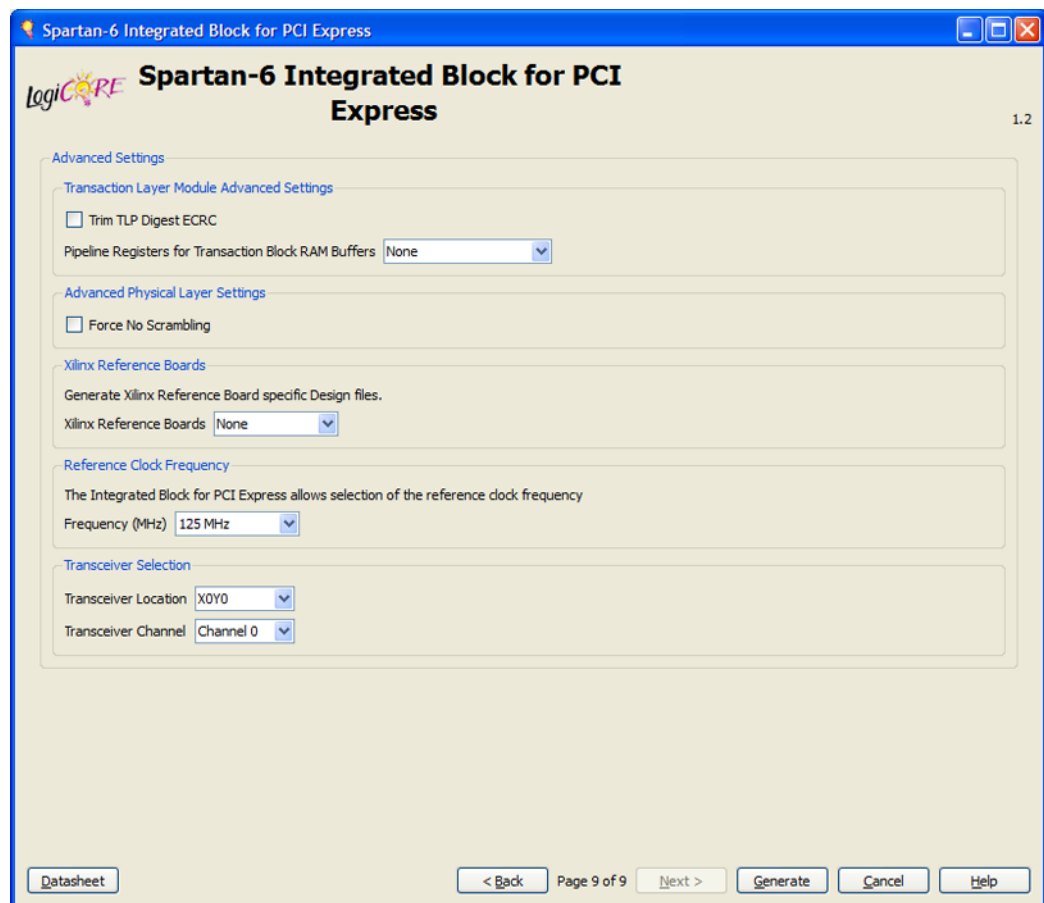 Spartan-6 Integrated Block for PCI Express
LogiCORE
Spartan-6 Integrated Block for PCI
Express
1.2
Advanced Settings
Transaction Layer Module Advanced Settings
Trim TLP Digest ECRC
Pipeline Registers for Transaction Block RAM Buffers None
Advanced Physical Layer Settings
Force No Scrambling
Xilinx Reference Boards
Generate Xilinx Reference Board specific Design files.
Xilinx Reference Boards None
Reference Clock Frequency
The Integrated Block for PCI Express allows selection of the reference clock frequency
Frequency (MHz) 125 MHz
Transceiver Selection
Transceiver Location X0Y0
Transceiver Channel Channel 0
Datasheet < Back Page 9 of 9 Next > Generate Cancel Help